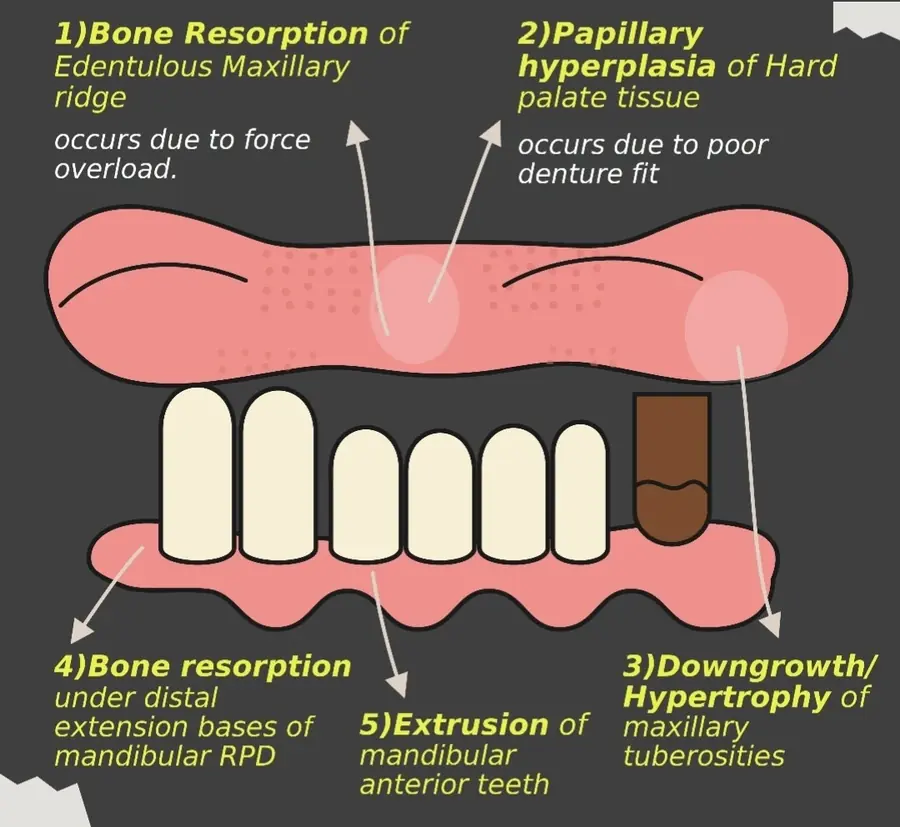 1)Bone Resorption of
Edentulous Maxillary
ridge
occurs due to force
overload.
2)Papillary
hyperplasia of Hard
palate tissue
occurs due to poor
denture fit
4)Bone resorption
under distal
extension bases of
mandibular RPD
5)Extrusion of
mandibular
anterior teeth
3)Downgrowth/
Hypertrophy of
maxillary
tuberosities